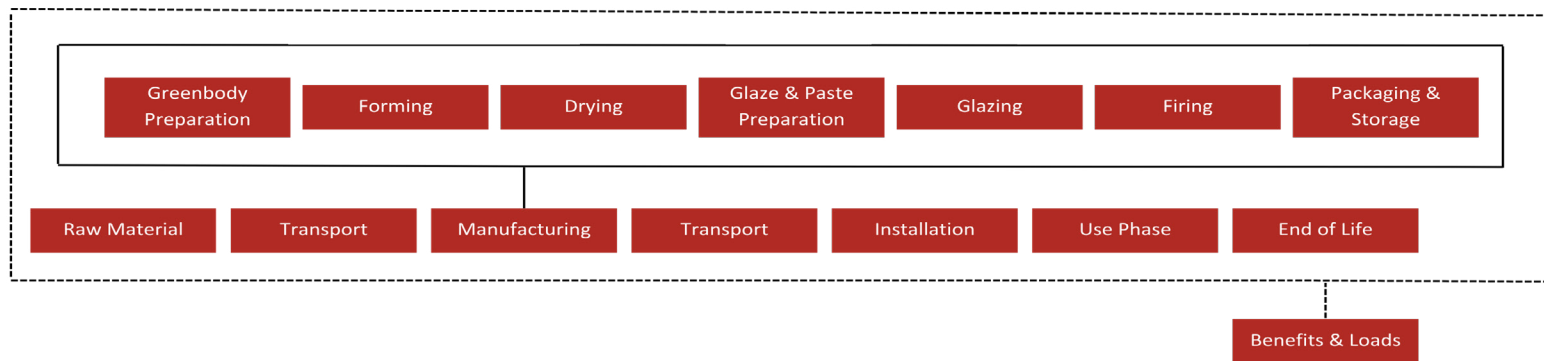 Greenbody
Preparation
Forming
Drying
Glaze & Paste
Preparation
Glazing
Firing
Packaging &
Storage
Raw Material
Transport
Manufacturing
Transport
Installation
Use Phase
End of Life
Benefits & Loads